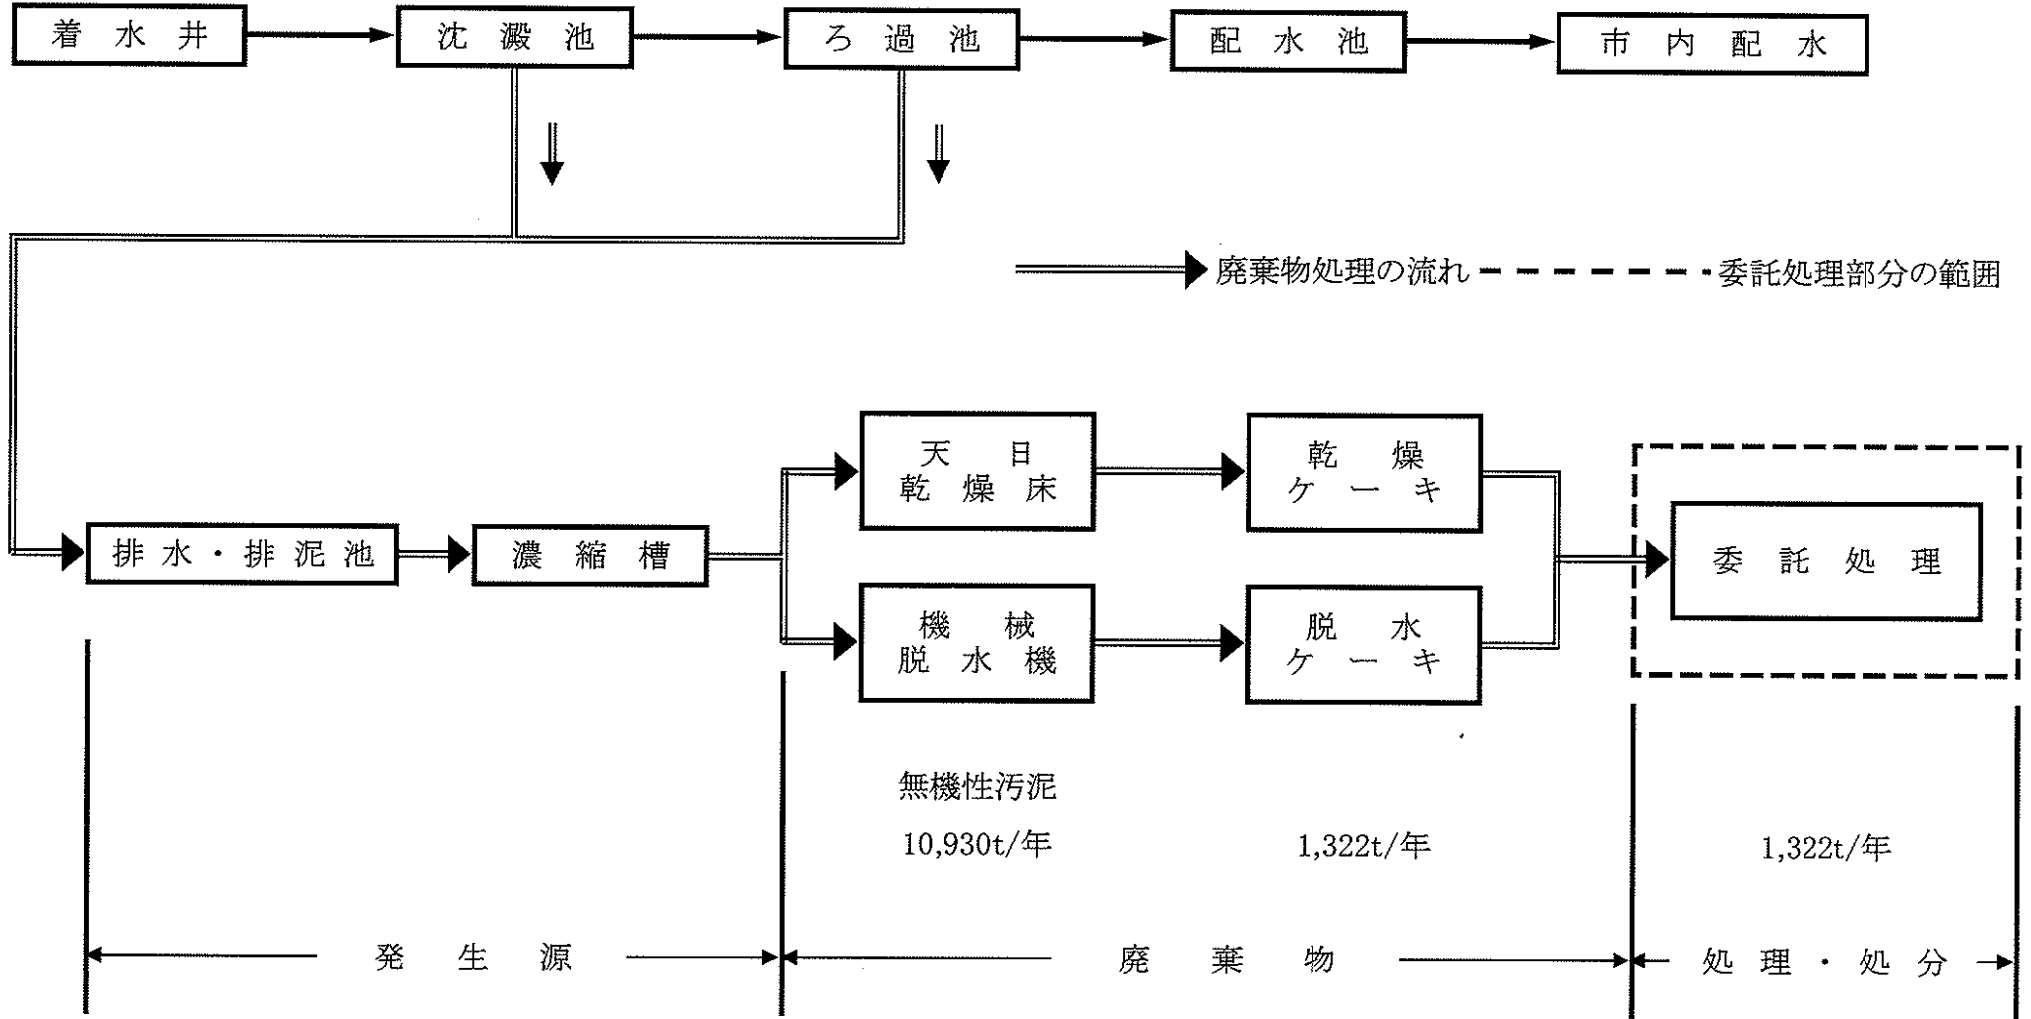 着水井
沈澱池
ろ過池
配水池
市内配水
廃棄物処理の流れ
委託処理部分の範囲
天日
乾燥床
乾燥
ケーキ
排水・排泥池
濃縮槽
委託処理
機械
脱水機
脱水
ケーキ
無機性汚泥
10,930t/年
1,322t/年
1,322t/年
発生源
廃棄物
処理・処分